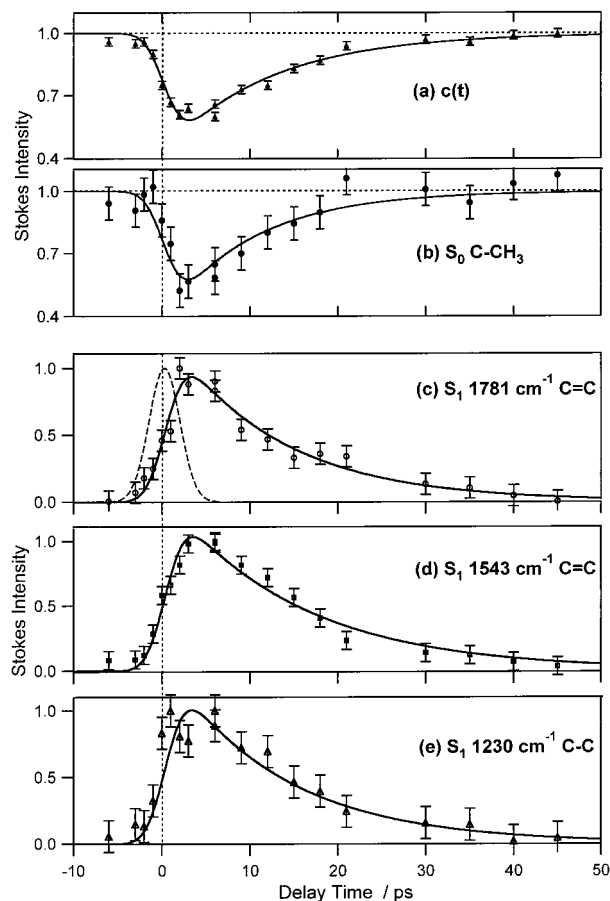 1.0
0.7
0.4
(a) c(t)
1.0
0.7
0.4
(b) S₀ C-CH₃
Stokes Intensity
1.0
0.5
0.0
(c) S₁ 1781 cm⁻¹ C=C
1.0
0.5
0.0
(d) S₁ 1543 cm⁻¹ C=C
1.0
0.5
0.0
(e) S₁ 1230 cm⁻¹ C-C
Stokes Intensity
-10 0 10 20 30 40 50
Delay Time / ps